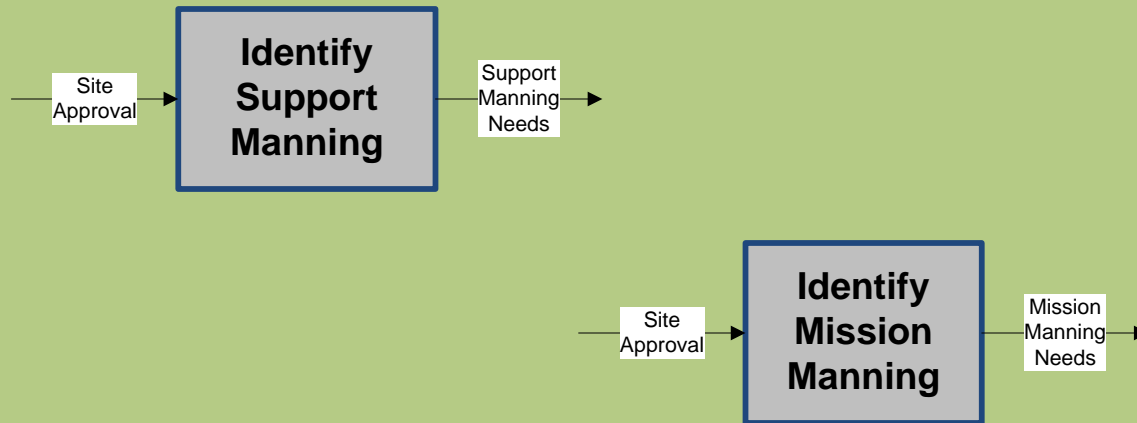 Site
Approval
Identify
Support
Manning
Support
Manning
Needs
Site
Approval
Identify
Mission
Manning
Mission
Manning
Needs